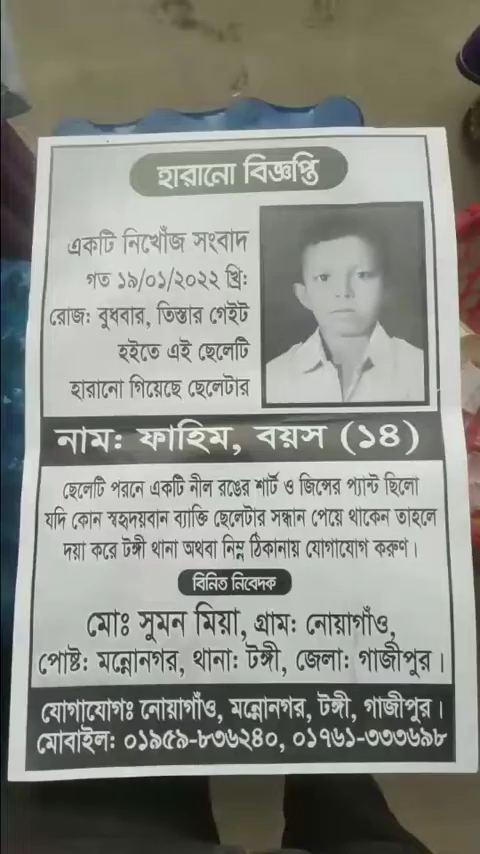 হারানো বিজ্ঞপ্তি
একটি নিখোঁজ সংবাদ
গত ১৯/০১/২০২২ খ্রি:
রোজ: বুধবার, তিস্তার গেইট
হইতে এই ছেলেটি
হারানো গিয়েছে ছেলেটার
নাম: ফাহিম, বয়স (১৪)
ছেলেটি পরনে একটি নীল রঙের শার্ট ও জিন্সের প্যান্ট ছিলো
যদি কোন স্বহৃদয়বান ব্যাক্তি ছেলেটার সন্ধান পেয়ে থাকেন তাহলে
দয়া করে টঙ্গী থানা অথবা নিম্ন ঠিকানায় যোগাযোগ করুণ।
বিনিত নিবেদক
মোঃ সুমন মিয়া, গ্রাম: নোয়াগাঁও,
পোষ্ট: মন্নোনগর, থানা: টঙ্গী, জেলা: গাজীপুর।
যোগাযোগঃ নোয়াগাঁও, মন্নোনগর, টঙ্গী, গাজীপুর।
মোবাইল: ০১৯৫৯-৮৩৬২৪০, ০১৭৬১-৩৩৩৬৯৮